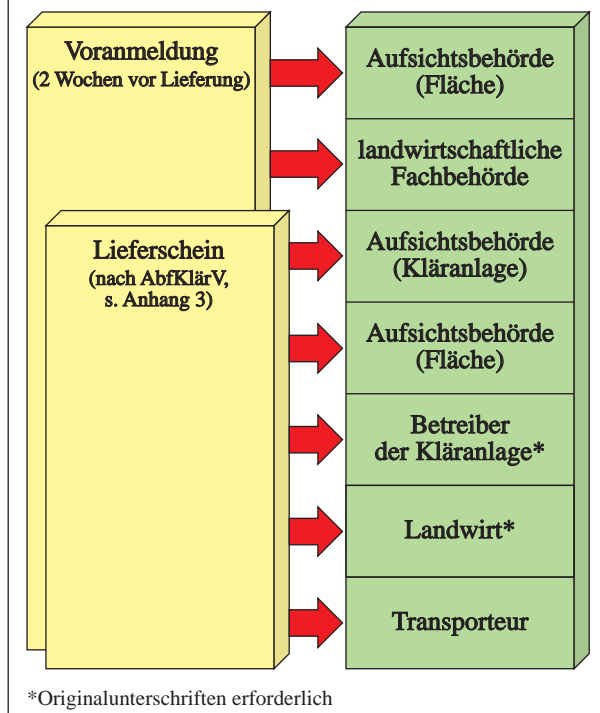 Voranmeldung
(2 Wochen vor Lieferung)
Lieferschein
(nach AbfKlärV,
s. Anhang 3)
Aufsichtsbehörde
(Fläche)
landwirtschaftliche
Fachbehörde
Aufsichtsbehörde
(Kläranlage)
Aufsichtsbehörde
(Fläche)
Betreiber
der Kläranlage*
Landwirt*
Transporteur
*Originalunterschriften erforderlich